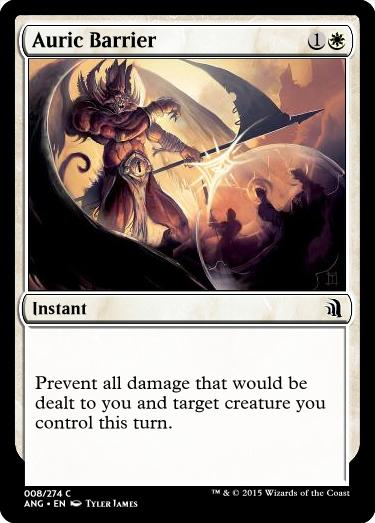 Auric Barrier 1
Instant
Prevent all damage that would be
dealt to you and target creature you
control this turn.
008/274 C
ANG • EN TYLER JAMES
™ & © 2015 Wizards of the Coast